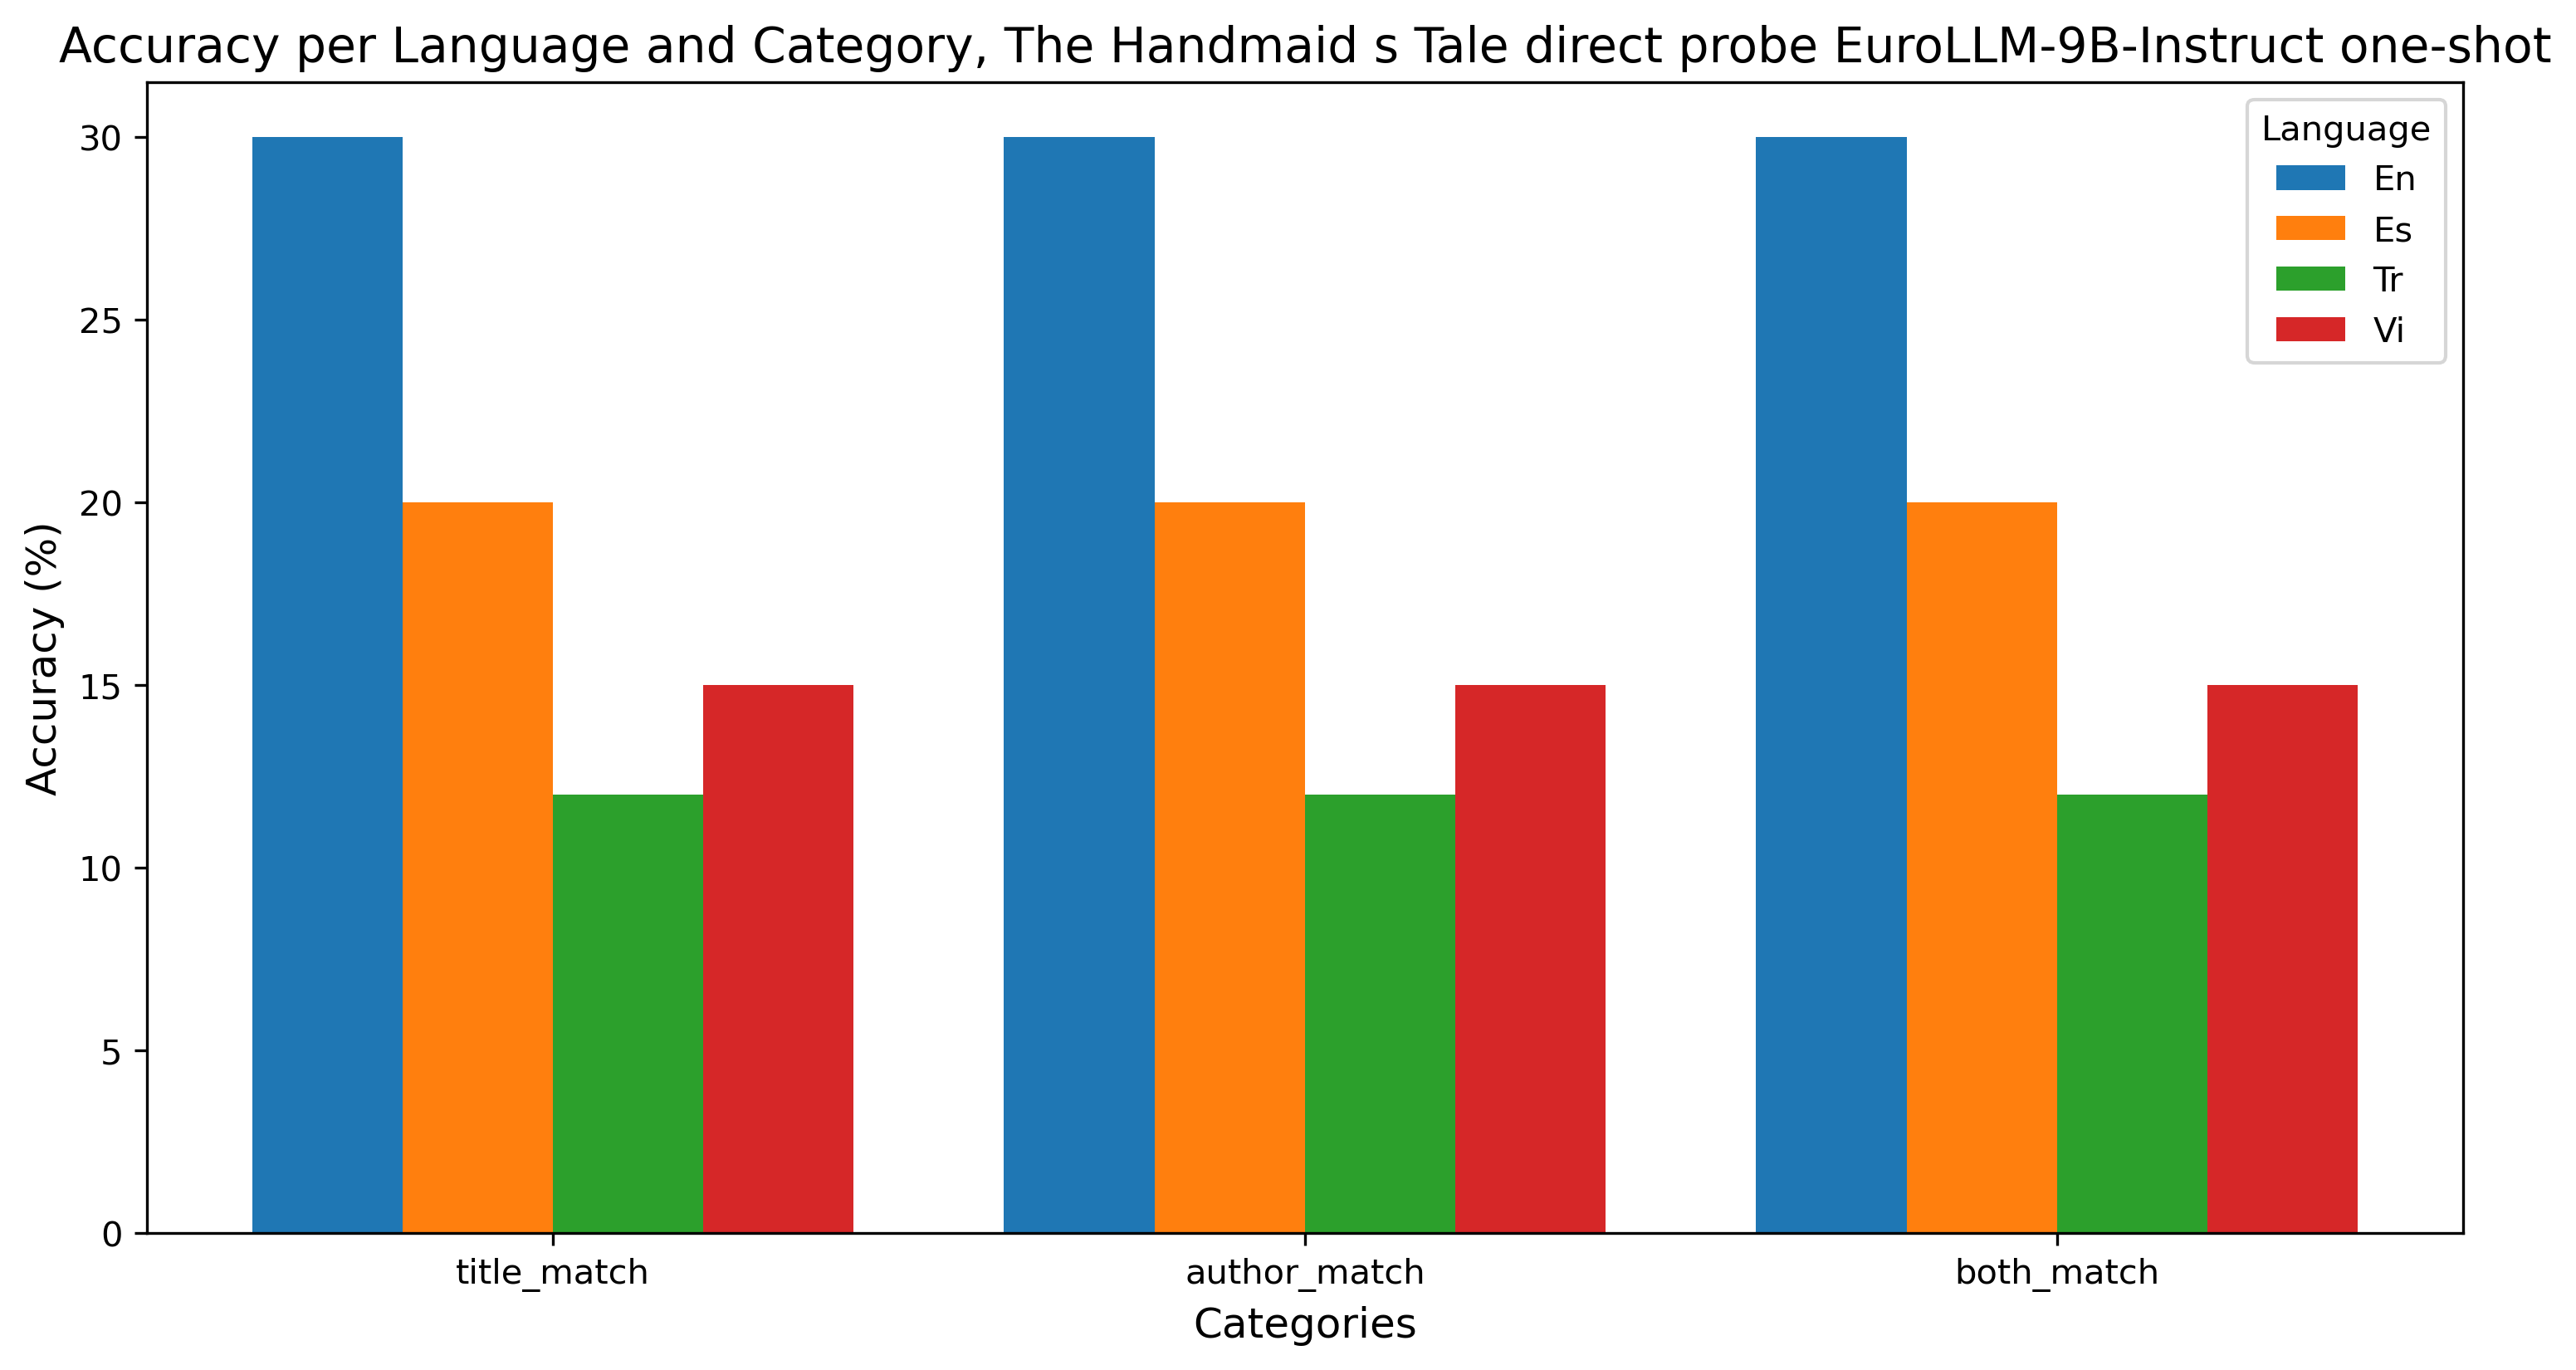 Accuracy per Language and Category, The Handmaid s Tale direct probe EuroLLM-9B-Instruct one-shot
Accuracy (%)
30
25
20
15
10
5
0
Language
En
Es
Tr
Vi
title_match
author_match
both_match
Categories